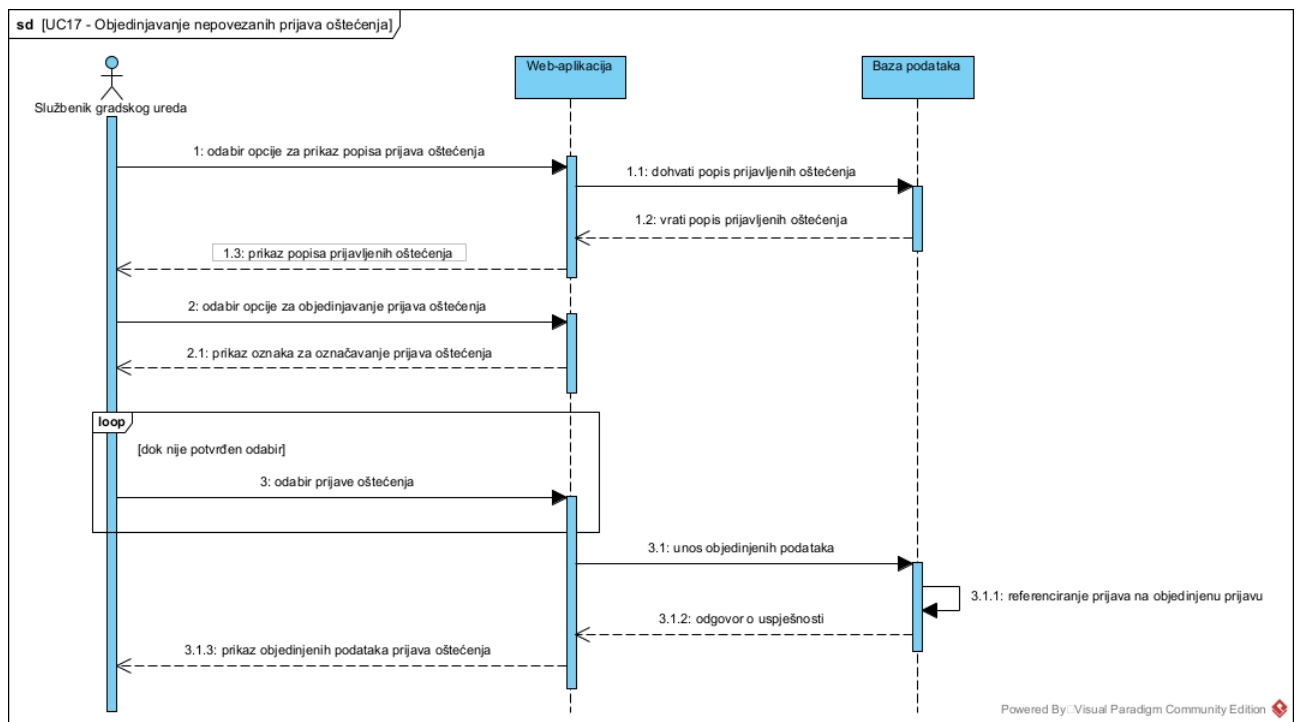 sd [UC17 - Objedinjavanje nepovezanih prijava oštećenja]
Službenik gradskog ureda
Web-aplikacija
Baza podataka
1: odabir opcije za prikaz popisa prijava oštećenja
1.1: dohvati popis prijavljenih oštećenja
1.2: vrati popis prijavljenih oštećenja
1.3: prikaz popisa prijavljenih oštećenja
2: odabir opcije za objedinjavanje prijava oštećenja
2.1: prikaz oznaka za označavanje prijava oštećenja
loop
[dok nije potvrđen odabir]
3: odabir prijave oštećenja
3.1: unos objedinjenih podataka
3.1.1: referenciranje prijava na objedinjenu prijavu
3.1.2: odgovor o uspješnosti
3.1.3: prikaz objedinjenih podataka prijava oštećenja
Powered By Visual Paradigm Community Edition